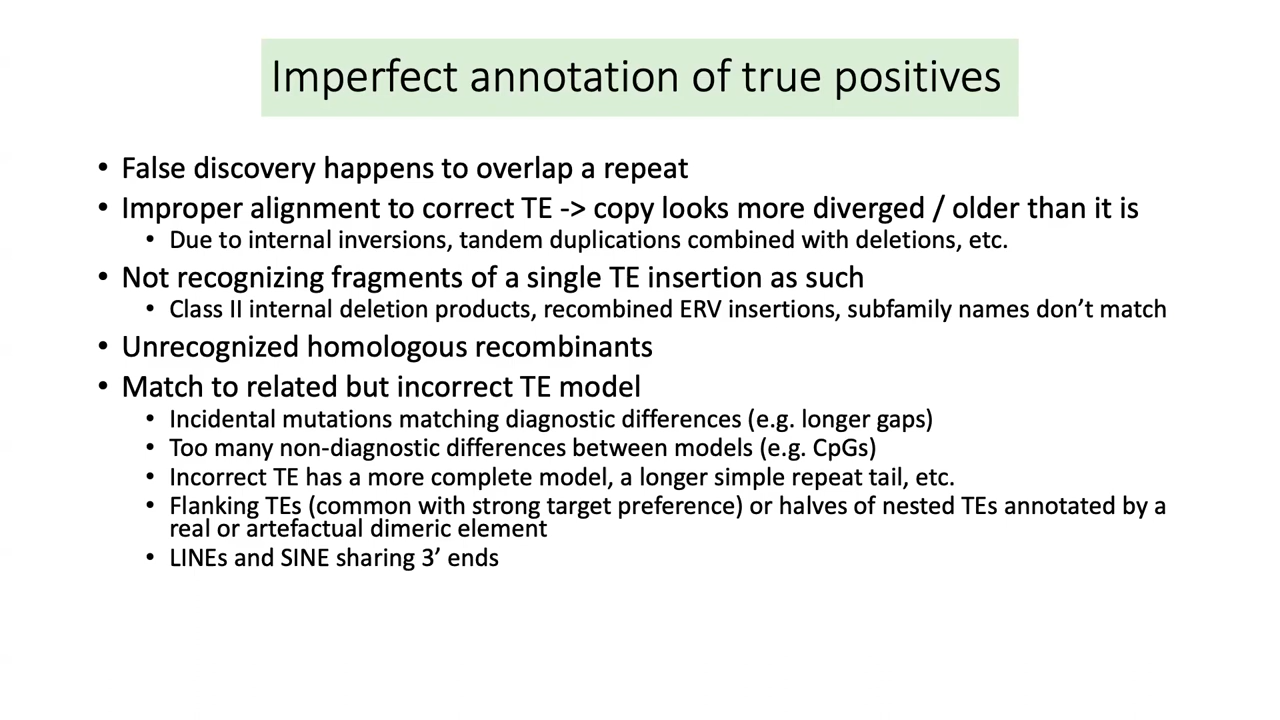 Imperfect annotation of true positives
• False discovery happens to overlap a repeat
• Improper alignment to correct TE -> copy looks more diverged / older than it is
• Due to internal inversions, tandem duplications combined with deletions, etc.
• Not recognizing fragments of a single TE insertion as such
• Class II internal deletion products, recombined ERV insertions, subfamily names don’t match
• Unrecognized homologous recombinants
• Match to related but incorrect TE model
• Incidental mutations matching diagnostic differences (e.g. longer gaps)
• Too many non-diagnostic differences between models (e.g. CpGs)
• Incorrect TE has a more complete model, a longer simple repeat tail, etc.
• Flanking TEs (common with strong target preference) or halves of nested TEs annotated by a
real or artefactual dimeric element
• LINEs and SINE sharing 3’ ends